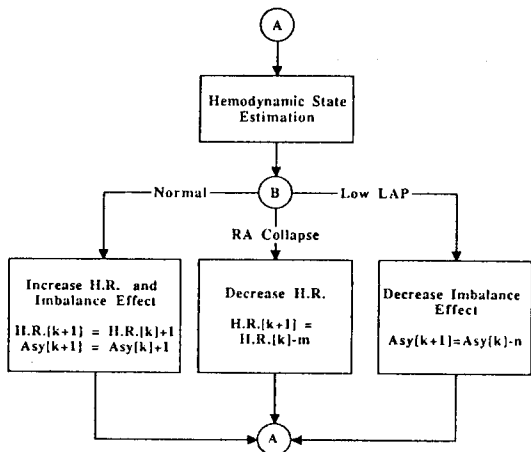 A
Hemodynamic State
Estimation
Normal
B
Low LAP
RA Collapse
Increase H.R. and
Imbalance Effect
H.R.{k+1} = H.R.{k}+1
Asy{k+1} = Asy{k}+1
Decrease H.R.
H.R.{k+1} =
H.R.{k}-m
Decrease Imbalance
Effect
Asy{k+1}=Asy{k}-n
A